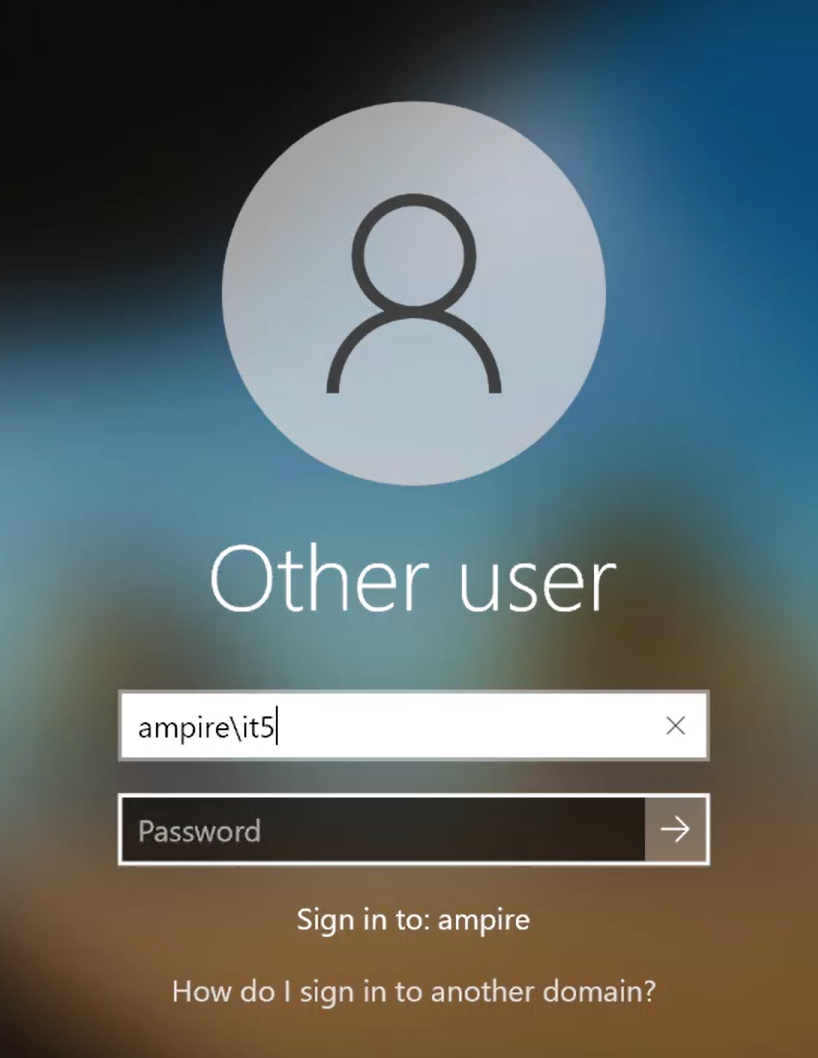 Other user
ampire\it5
Password
Sign in to: ampire
How do I sign in to another domain?